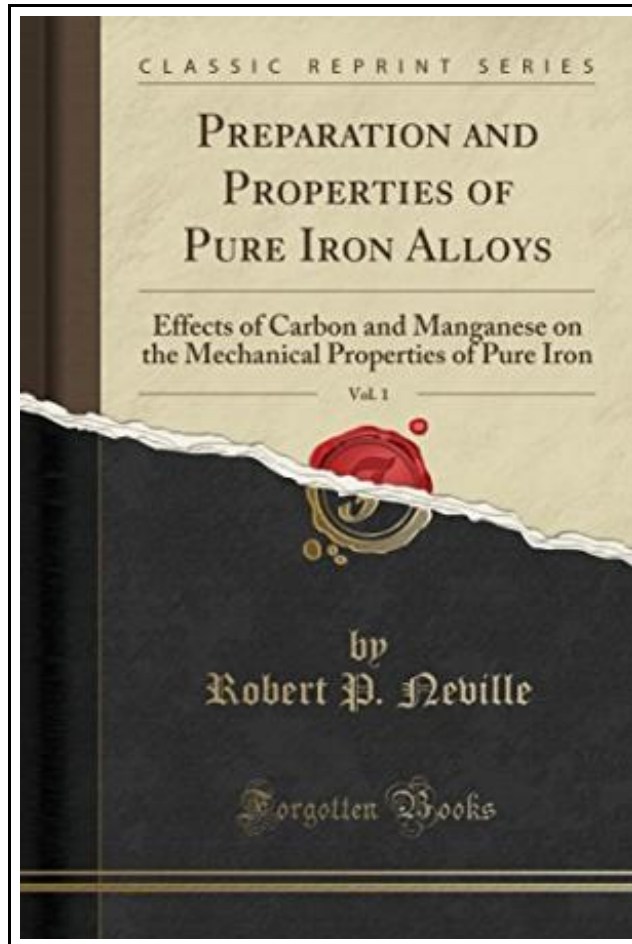 CLASSIC REPRINT SERIES
PREPARATION AND
PROPERTIES OF
PURE IRON ALLOYS
Effects of Carbon and Manganese on
the Mechanical Properties of Pure Iron
Vol. 1
by
Robert P. Neville
Forgotten Books